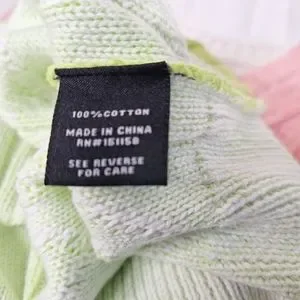 100% COTTON
MADE IN CHINA
RN#151158
SEE REVERSE
FOR CARE